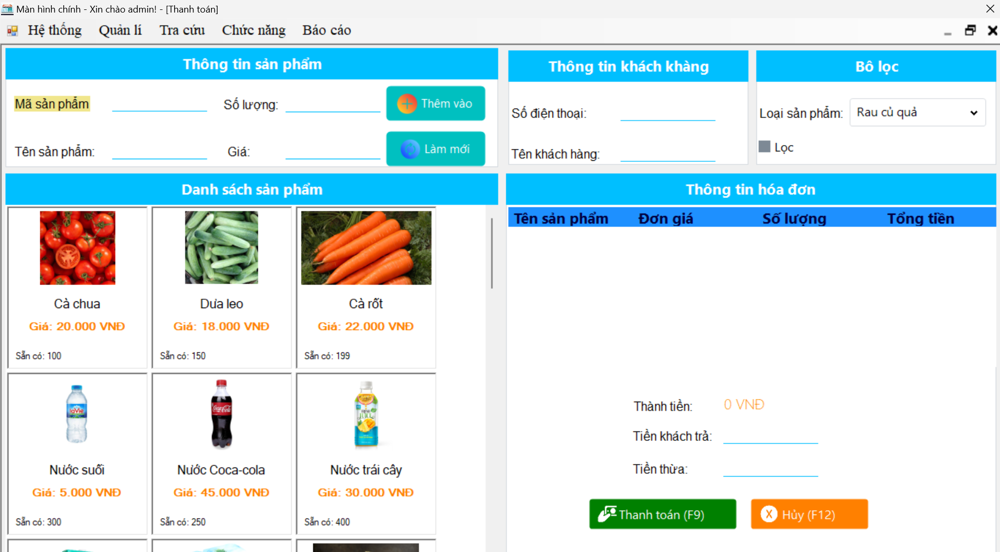 Màn hình chính - Xin chào admin! - [Thanh toán]
Hệ thống Quản lí Tra cứu Chức năng Báo cáo
Thông tin sản phẩm
Mã sản phẩm
Số lượng:
Thêm vào
Tên sản phẩm:
Giá:
Làm mới
Thông tin khách khàng
Số điện thoại:
Tên khách hàng:
Bô lọc
Loại sản phẩm:
Rau củ quả
Lọc
Danh sách sản phẩm
Cà chua
Giá: 20.000 VNĐ
Sẵn có: 100
Dưa leo
Giá: 18.000 VNĐ
Sẵn có: 150
Cà rốt
Giá: 22.000 VNĐ
Sẵn có: 199
laVie
Nước suối
Giá: 5.000 VNĐ
Sẵn có: 300
Coca-Cola
Nước Coca-cola
Giá: 45.000 VNĐ
Sẵn có: 250
JUICE
Nước trái cây
Giá: 30.000 VNĐ
Sẵn có: 400
Thông tin hóa đơn
Tên sản phẩm Đơn giá Số lượng Tổng tiền
Thành tiền: 0 VNĐ
Tiền khách trả:
Tiền thừa:
Thanh toán (F9)
X Hủy (F12)